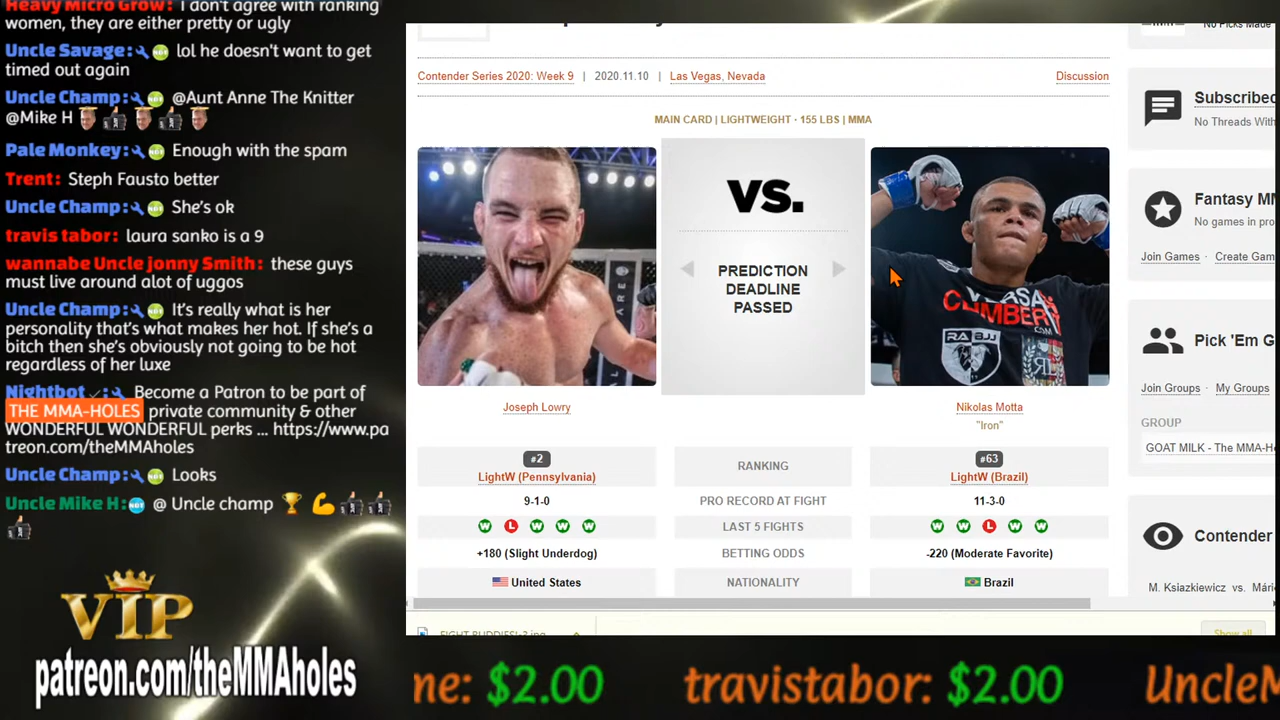 Heavy Micro Grow: I don't agree with ranking
women, they are either pretty or ugly
Uncle Savage: lol he doesn't want to get
timed out again
Uncle Champ: @Aunt Anne The Knitter
@Mike H
Pale Monkey: Enough with the spam
Trent: Steph Fausto better
Uncle Champ: She's ok
travis tabor: laura sanko is a 9
wannabe Uncle jonny Smith: these guys
must live around alot of uggos
Uncle Champ: It's really what is her
personality that's what makes her hot. If she's a
bitch then she's obviously not going to be hot
regardless of her luxe
Nightbot Become a Patron to be part of
THE MMA-HOLES private community & other
WONDERFUL WONDERFUL perks ... https://www.pa
treon.com/theMMAholes
Uncle Champ: Looks
Uncle Mike H: @ Uncle champ
VIP
patreon.com/theMMAholes
Contender Series 2020: Week 9 | 2020.11.10 | Las Vegas, Nevada
Discussion
MAIN CARD | LIGHTWEIGHT · 155 LBS | MMA
VS.
PREDICTION
DEADLINE
PASSED
CLIMBERZ
RA BJJ
Joseph Lowry
Nikolas Motta
"Iron"
#2
LightW (Pennsylvania)
RANKING
#63
LightW (Brazil)
9-1-0
PRO RECORD AT FIGHT
11-3-0
W L W W W
LAST 5 FIGHTS
W W L W W
+180 (Slight Underdog)
BETTING ODDS
-220 (Moderate Favorite)
United States
NATIONALITY
Brazil
No Picks Made
Subscribed
No Threads With
Fantasy MM
No games in pro
Join Games · Create Gam
Pick 'Em G
Join Groups · My Groups
GROUP
GOAT MILK - The MMA-H
Contender
M. Ksiazkiewicz vs. Mári
FIGHT BUDDIES!-3.jpg
Show all
ne: $2.00 travistabor: $2.00 UncleM